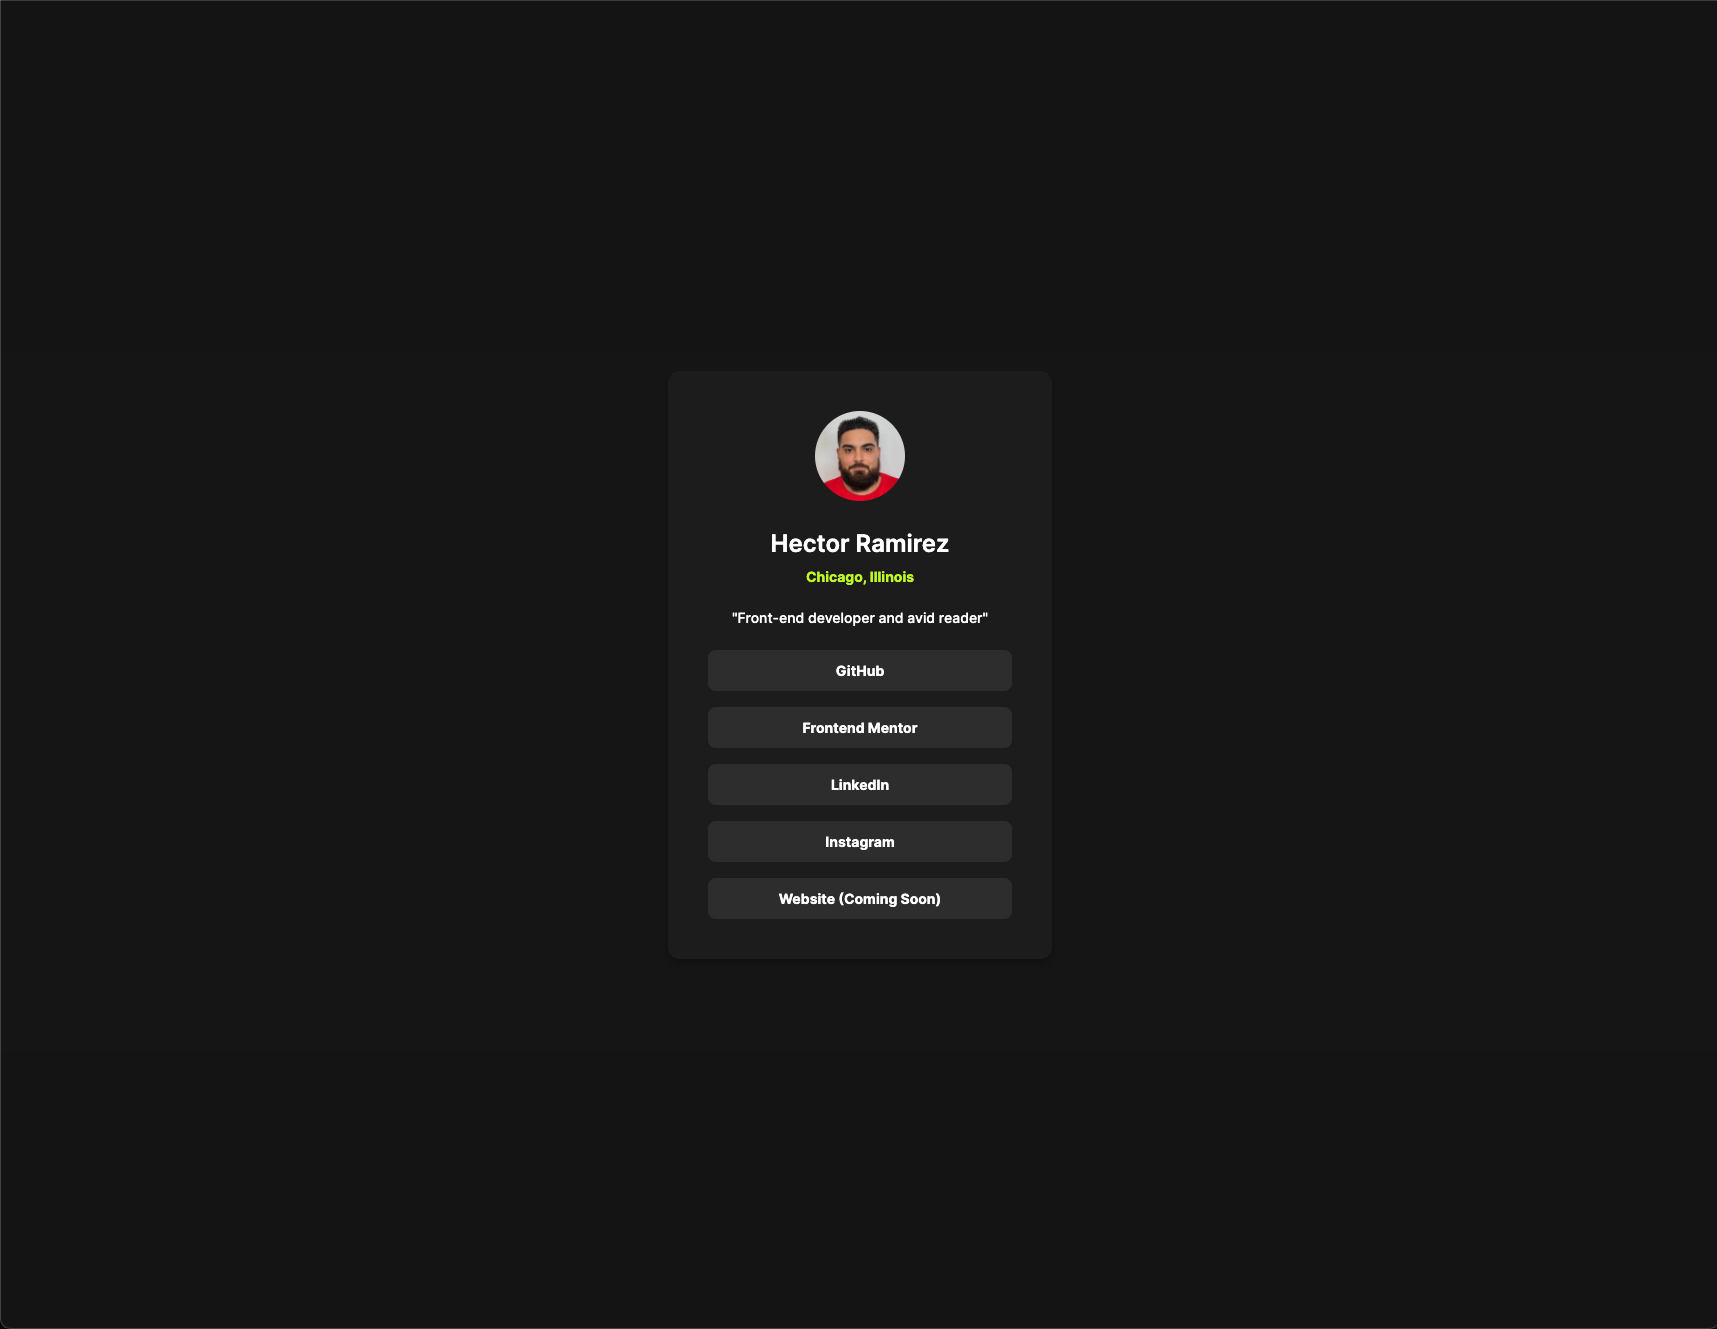 Hector Ramirez
Chicago, Illinois
"Front-end developer and avid reader"
GitHub
Frontend Mentor
LinkedIn
Instagram
Website (Coming Soon)